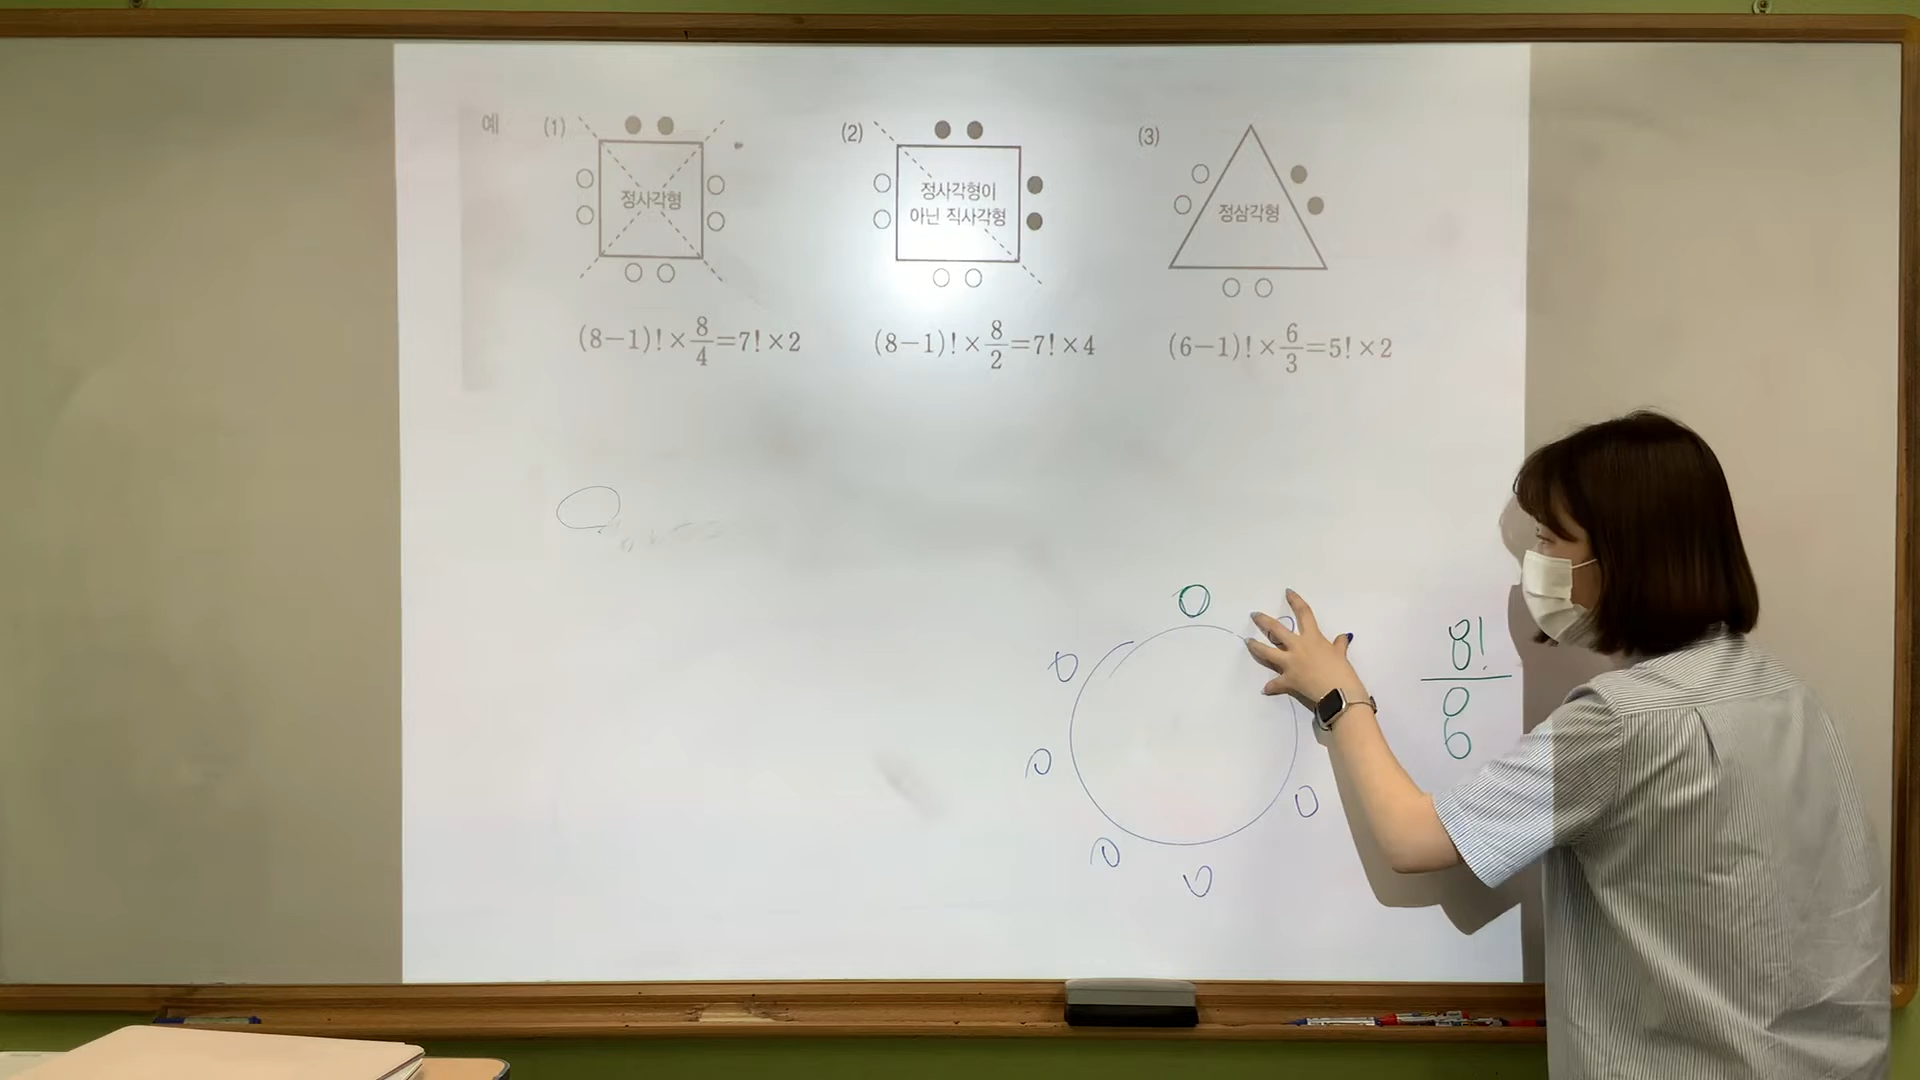 예 (1) (2) (3)
정사각형
정사각형이
아닌 직사각형
정삼각형
(8-1)!×8/4=7!×2
(8-1)!×8/2=7!×4
(6-1)!×6/3=5!×2
8!